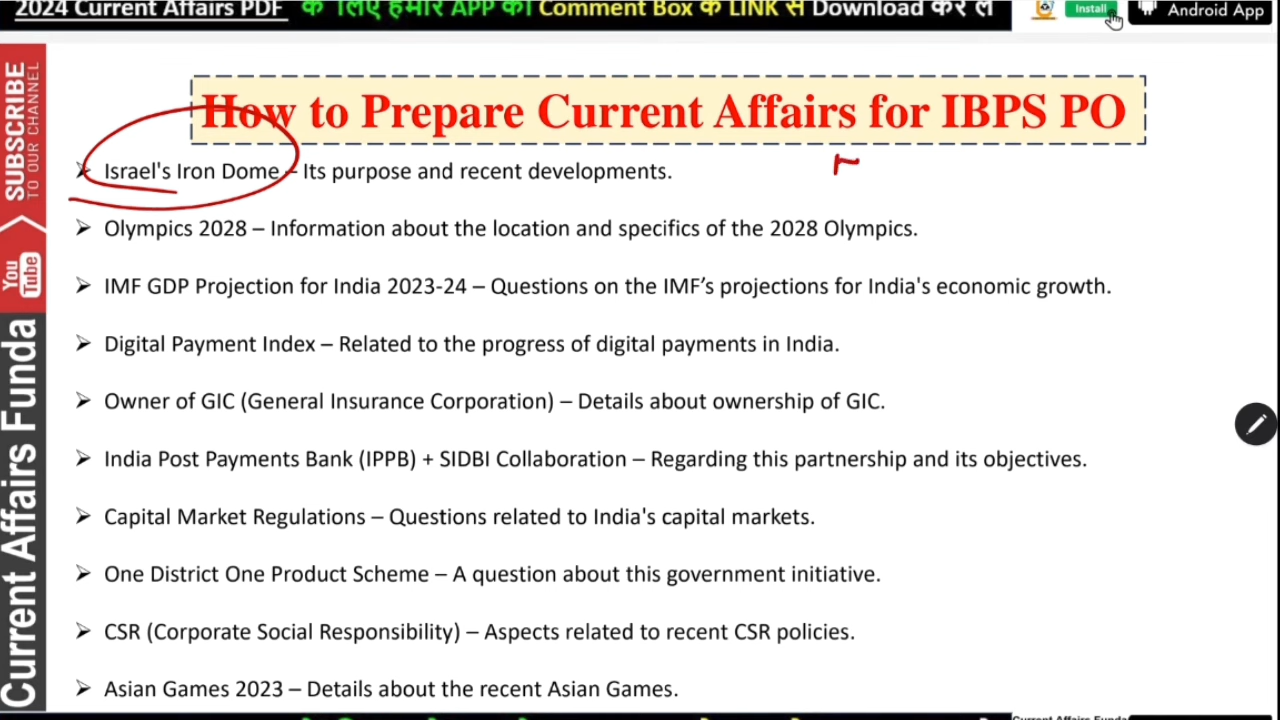 2024 Current Affairs PDF के लिए हमारे APP को Comment Box के LINK से Download कर लें
Install
Android App
How to Prepare Current Affairs for IBPS PO
➢ Israel's Iron Dome – Its purpose and recent developments.
➢ Olympics 2028 – Information about the location and specifics of the 2028 Olympics.
➢ IMF GDP Projection for India 2023-24 – Questions on the IMF’s projections for India's economic growth.
➢ Digital Payment Index – Related to the progress of digital payments in India.
➢ Owner of GIC (General Insurance Corporation) – Details about ownership of GIC.
➢ India Post Payments Bank (IPPB) + SIDBI Collaboration – Regarding this partnership and its objectives.
➢ Capital Market Regulations – Questions related to India's capital markets.
➢ One District One Product Scheme – A question about this government initiative.
➢ CSR (Corporate Social Responsibility) – Aspects related to recent CSR policies.
➢ Asian Games 2023 – Details about the recent Asian Games.
SUBSCRIBE
TO OUR CHANNEL
You
Tube
Current Affairs Funda
Current Affairs Funda